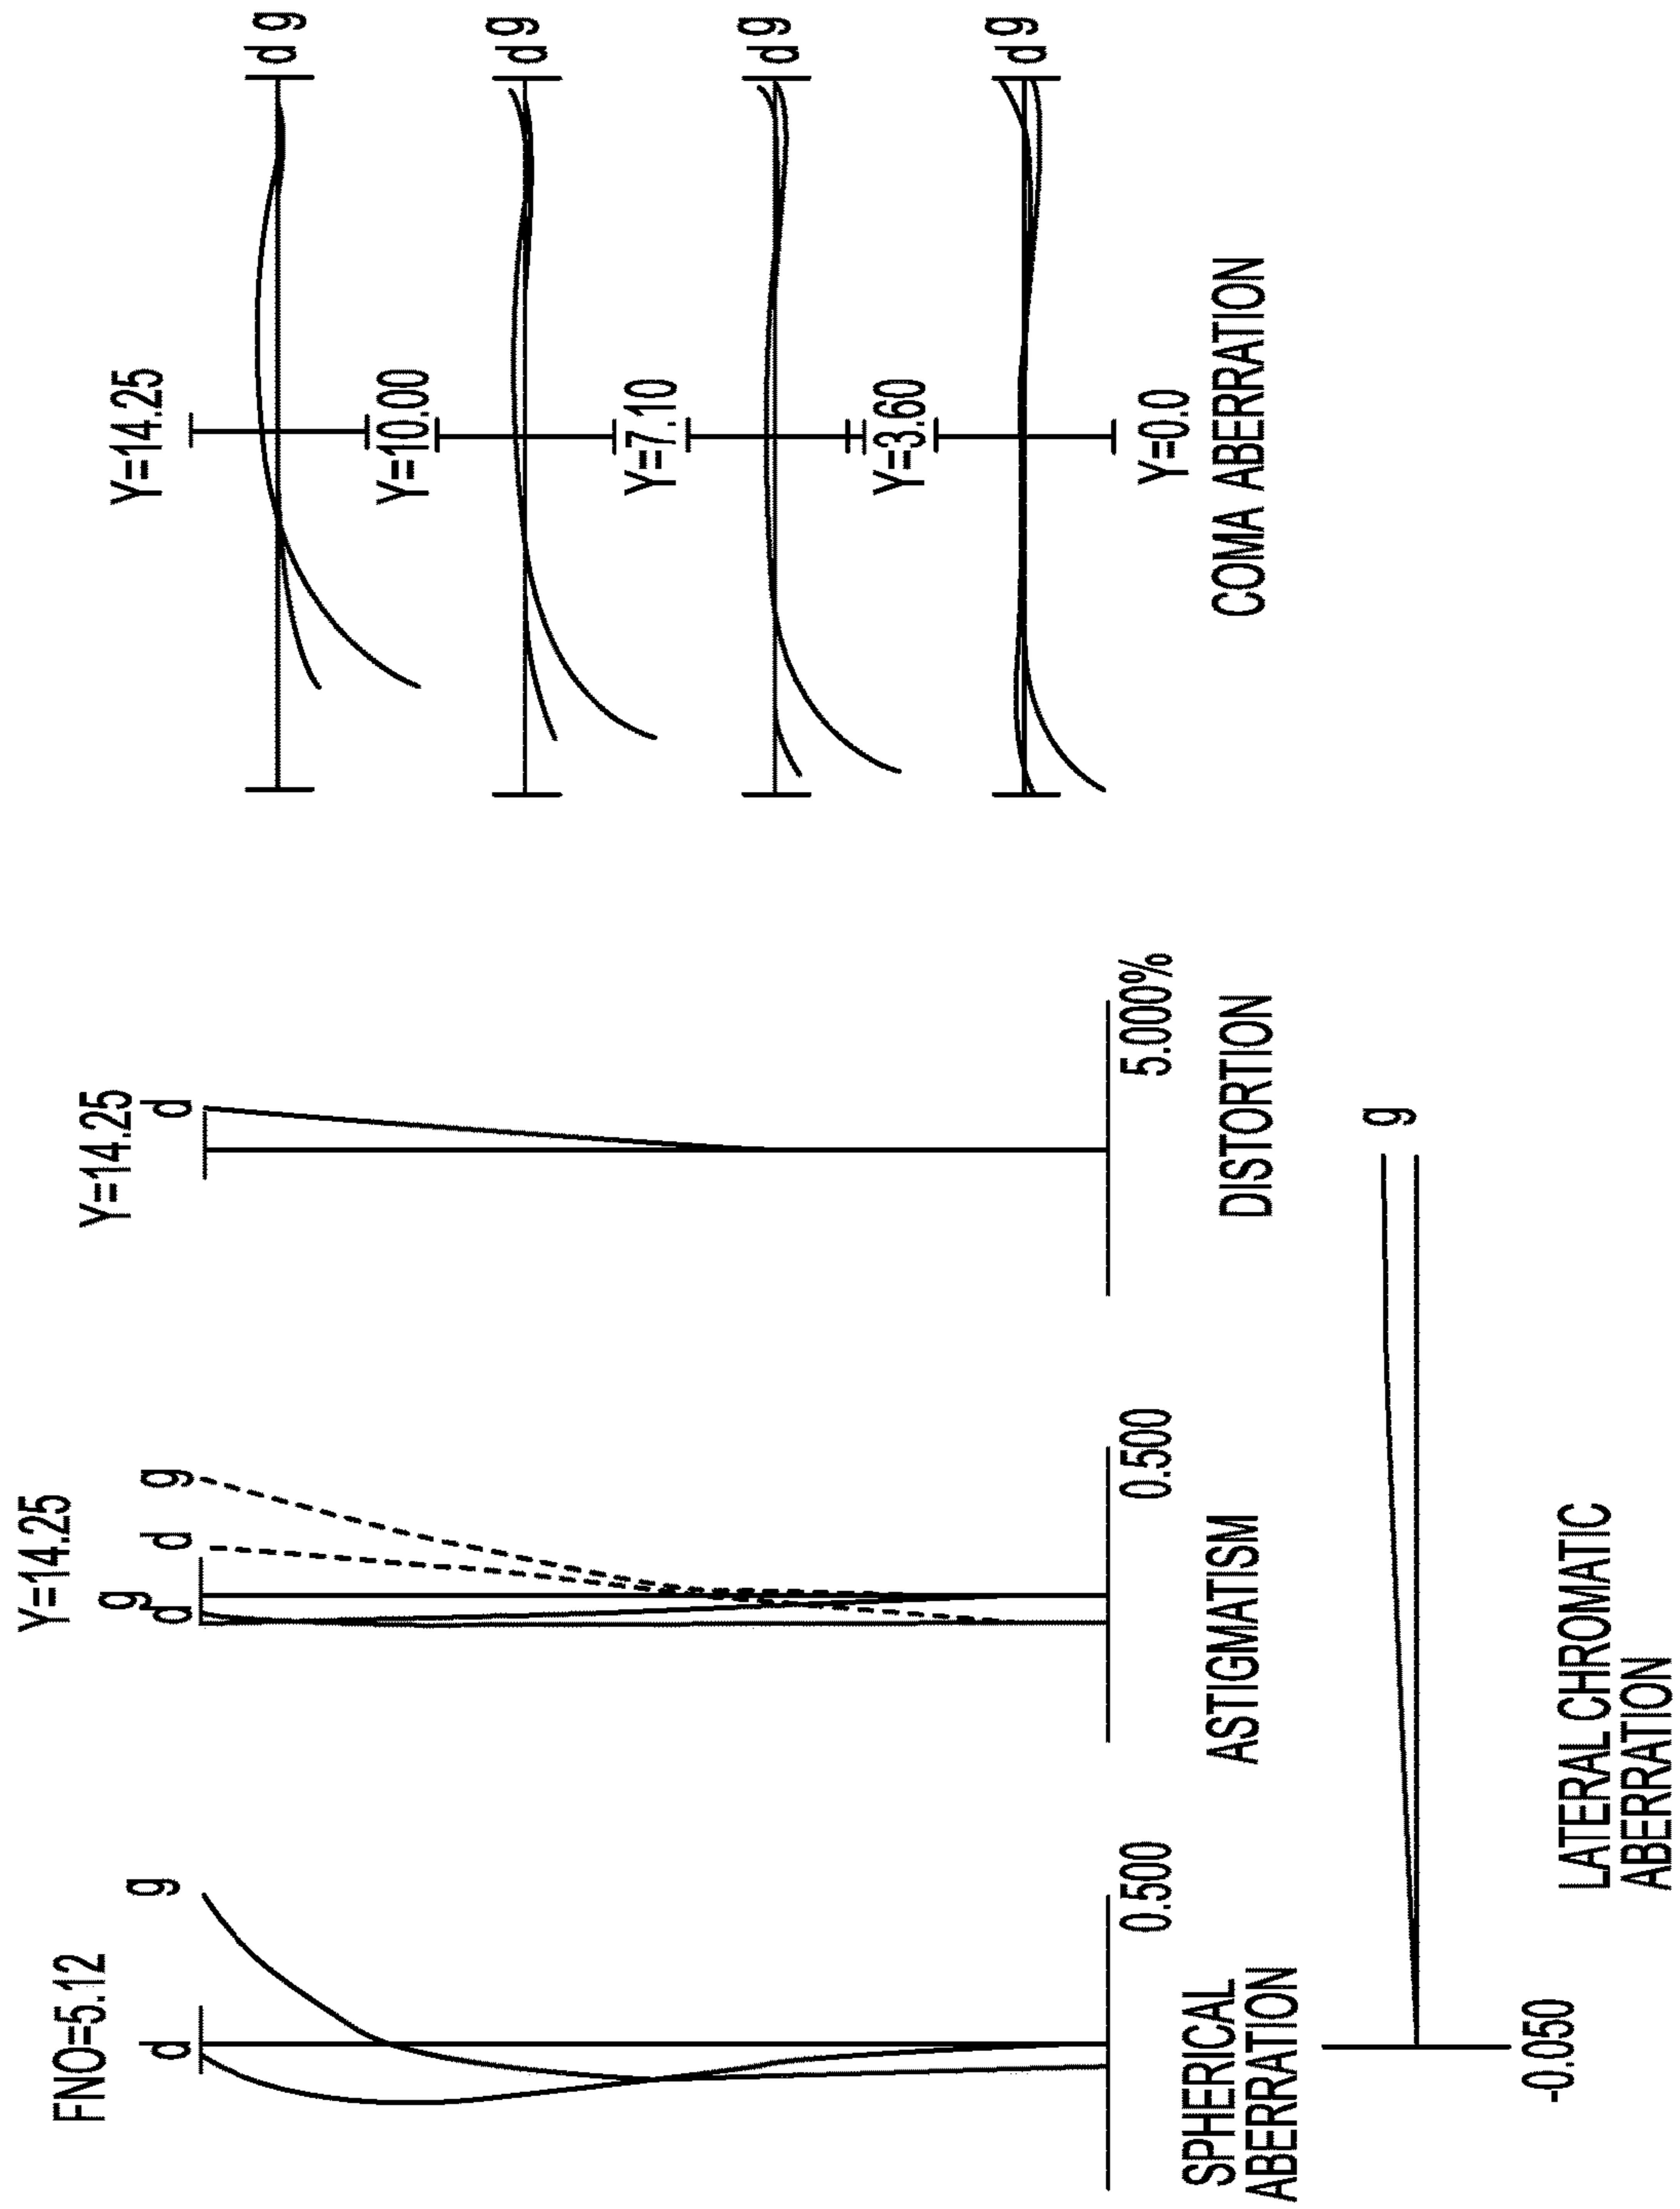 FNO=5.12
d
g
0.500
SPHERICAL
ABERRATION
Y=14.25
g
d
d
g
0.500
ASTIGMATISM
Y=14.25
d
5.000%
DISTORTION
Y=14.25
d g
Y=10.00
d g
Y=7.10
d g
Y=3.60
d g
Y=0.0
COMA ABERRATION
g
-0.050
LATERAL CHROMATIC
ABERRATION